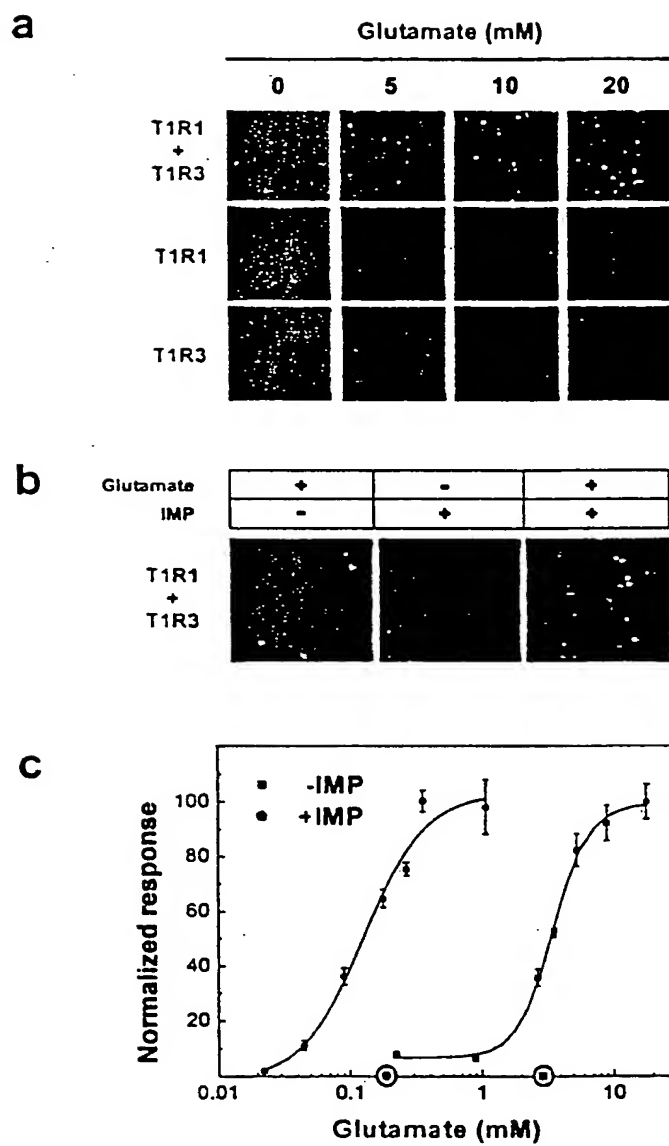 a
Glutamate (mM)
0 5 10 20
T1R1
+
T1R3
T1R1
T1R3
b
Glutamate + - +
IMP - + +
T1R1
+
T1R3
c
-IMP
+IMP
Normalized response
100
80
60
40
20
0.01 0.1 1 10
Glutamate (mM)